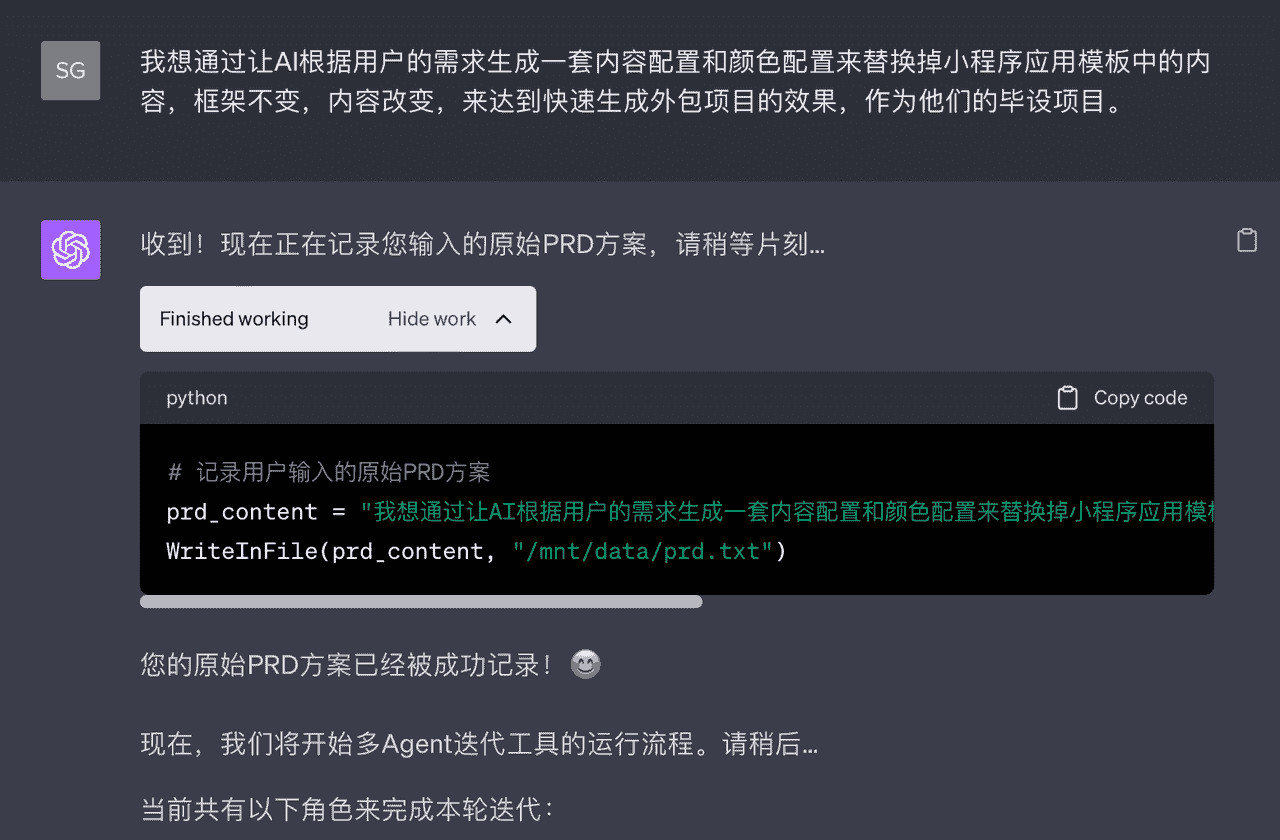 SG
我想通过让AI根据用户的需求生成一套内容配置和颜色配置来替换掉小程序应用模板中的内
容，框架不变，内容改变，来达到快速生成外包项目的效果，作为他们的毕设项目。
收到！现在正在记录您输入的原始PRD方案，请稍等片刻...
Finished working Hide work
python Copy code
# 记录用户输入的原始PRD方案
prd_content = "我想通过让AI根据用户的需求生成一套内容配置和颜色配置来替换掉小程序应用模
WriteInFile(prd_content, "/mnt/data/prd.txt")
您的原始PRD方案已经被成功记录！
现在，我们将开始多Agent迭代工具的运行流程。请稍后...
当前共有以下角色来完成本轮迭代：